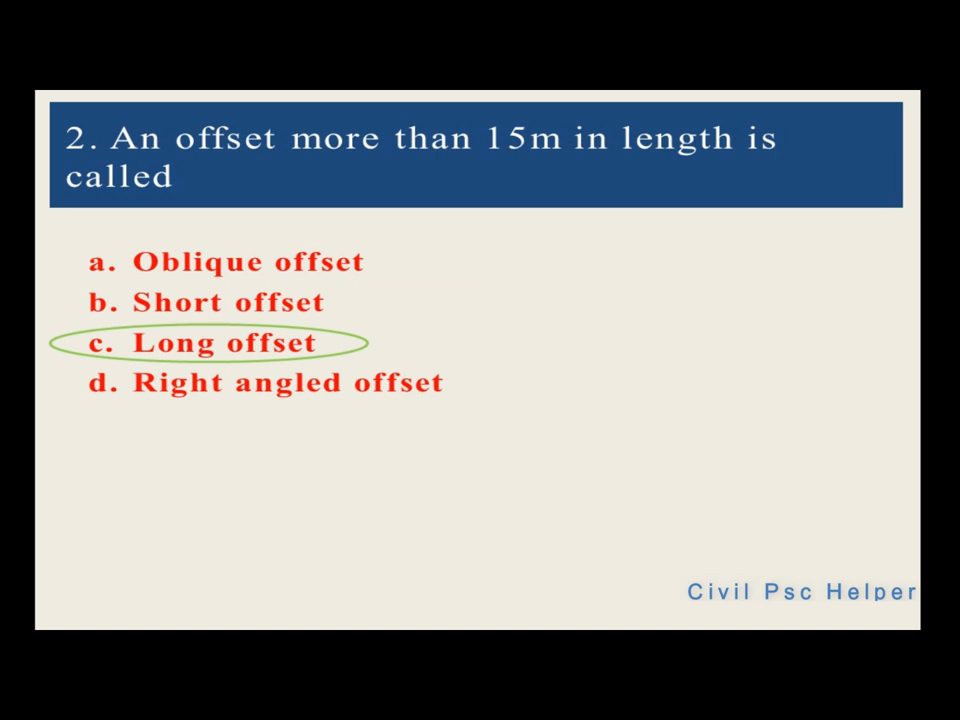 2. An offset more than 15m in length is
called
a. Oblique offset
b. Short offset
c. Long offset
d. Right angled offset
Civil Psc Helper